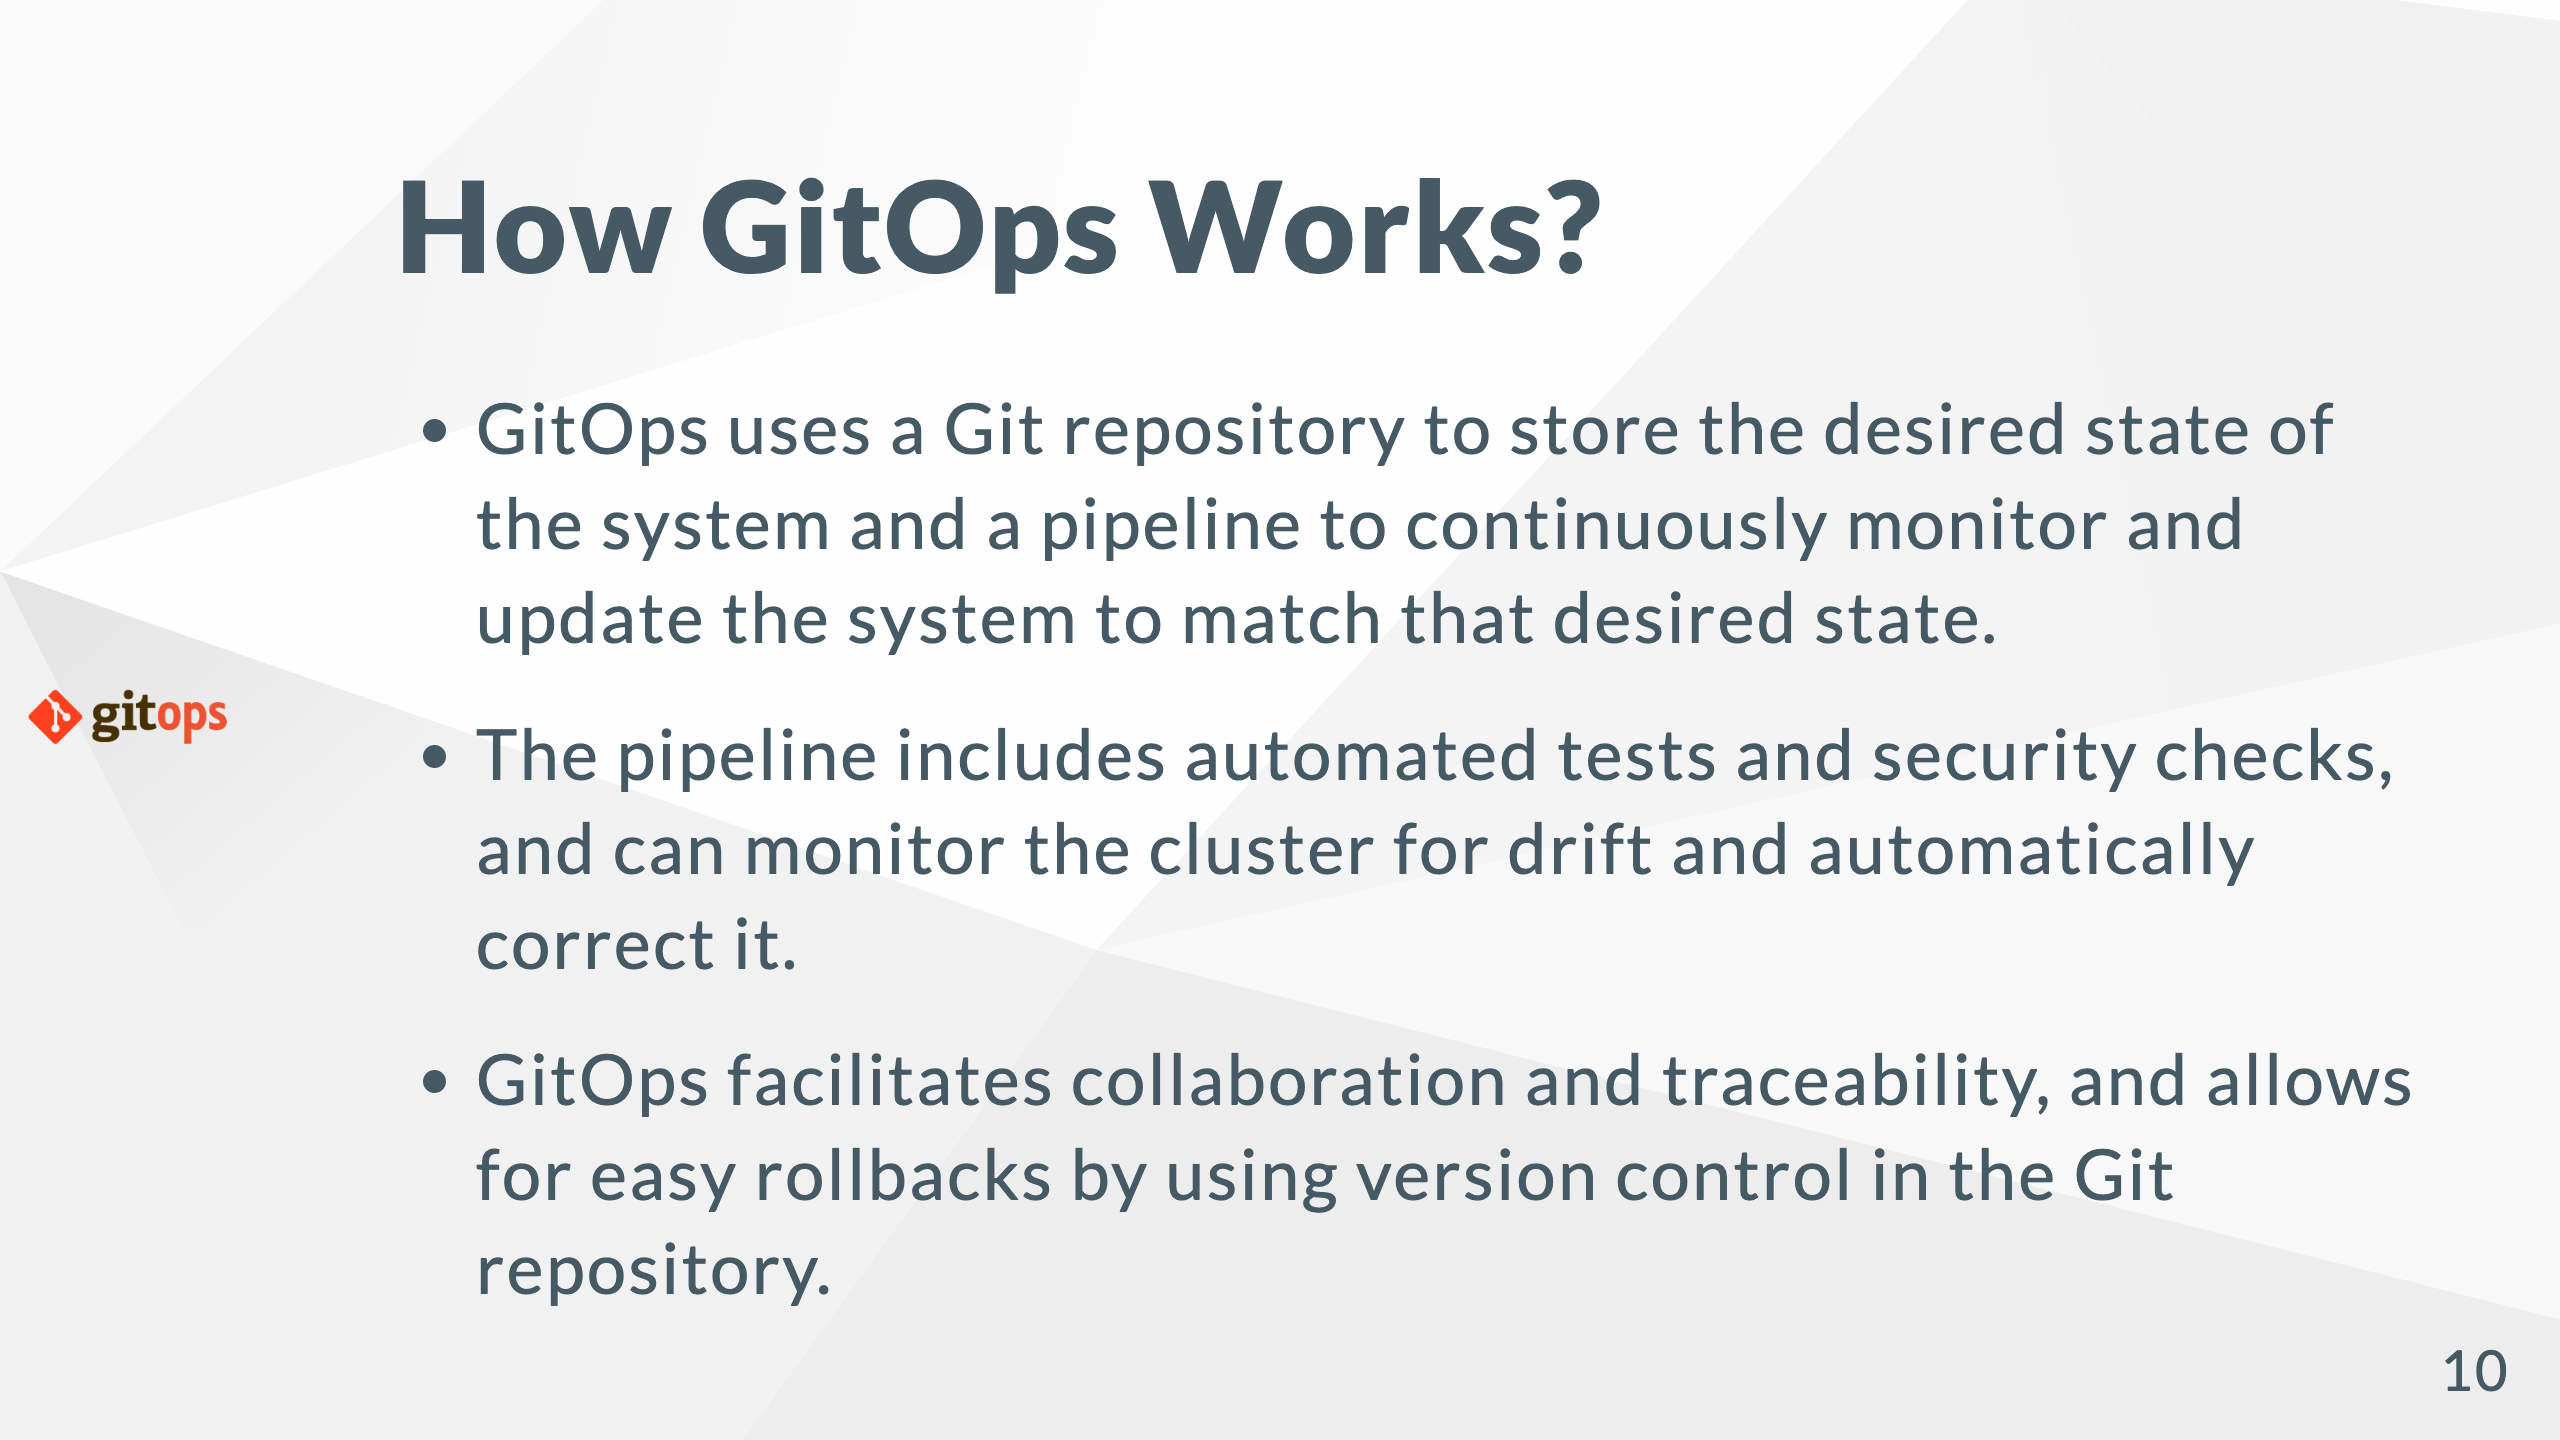 How GitOps Works?
• GitOps uses a Git repository to store the desired state of
the system and a pipeline to continuously monitor and
update the system to match that desired state.
gitops
• The pipeline includes automated tests and security checks,
and can monitor the cluster for drift and automatically
correct it.
• GitOps facilitates collaboration and traceability, and allows
for easy rollbacks by using version control in the Git
repository.
10